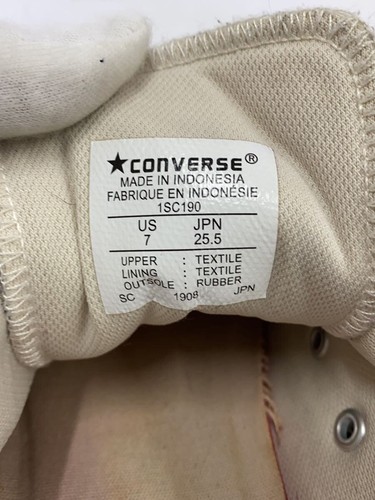 ★CONVERSE®
MADE IN INDONESIA
FABRIQUE EN INDONÉSIE
1SC190
US JPN
7 25.5
UPPER : TEXTILE
LINING : TEXTILE
OUTSOLE : RUBBER
SC 1908 JPN